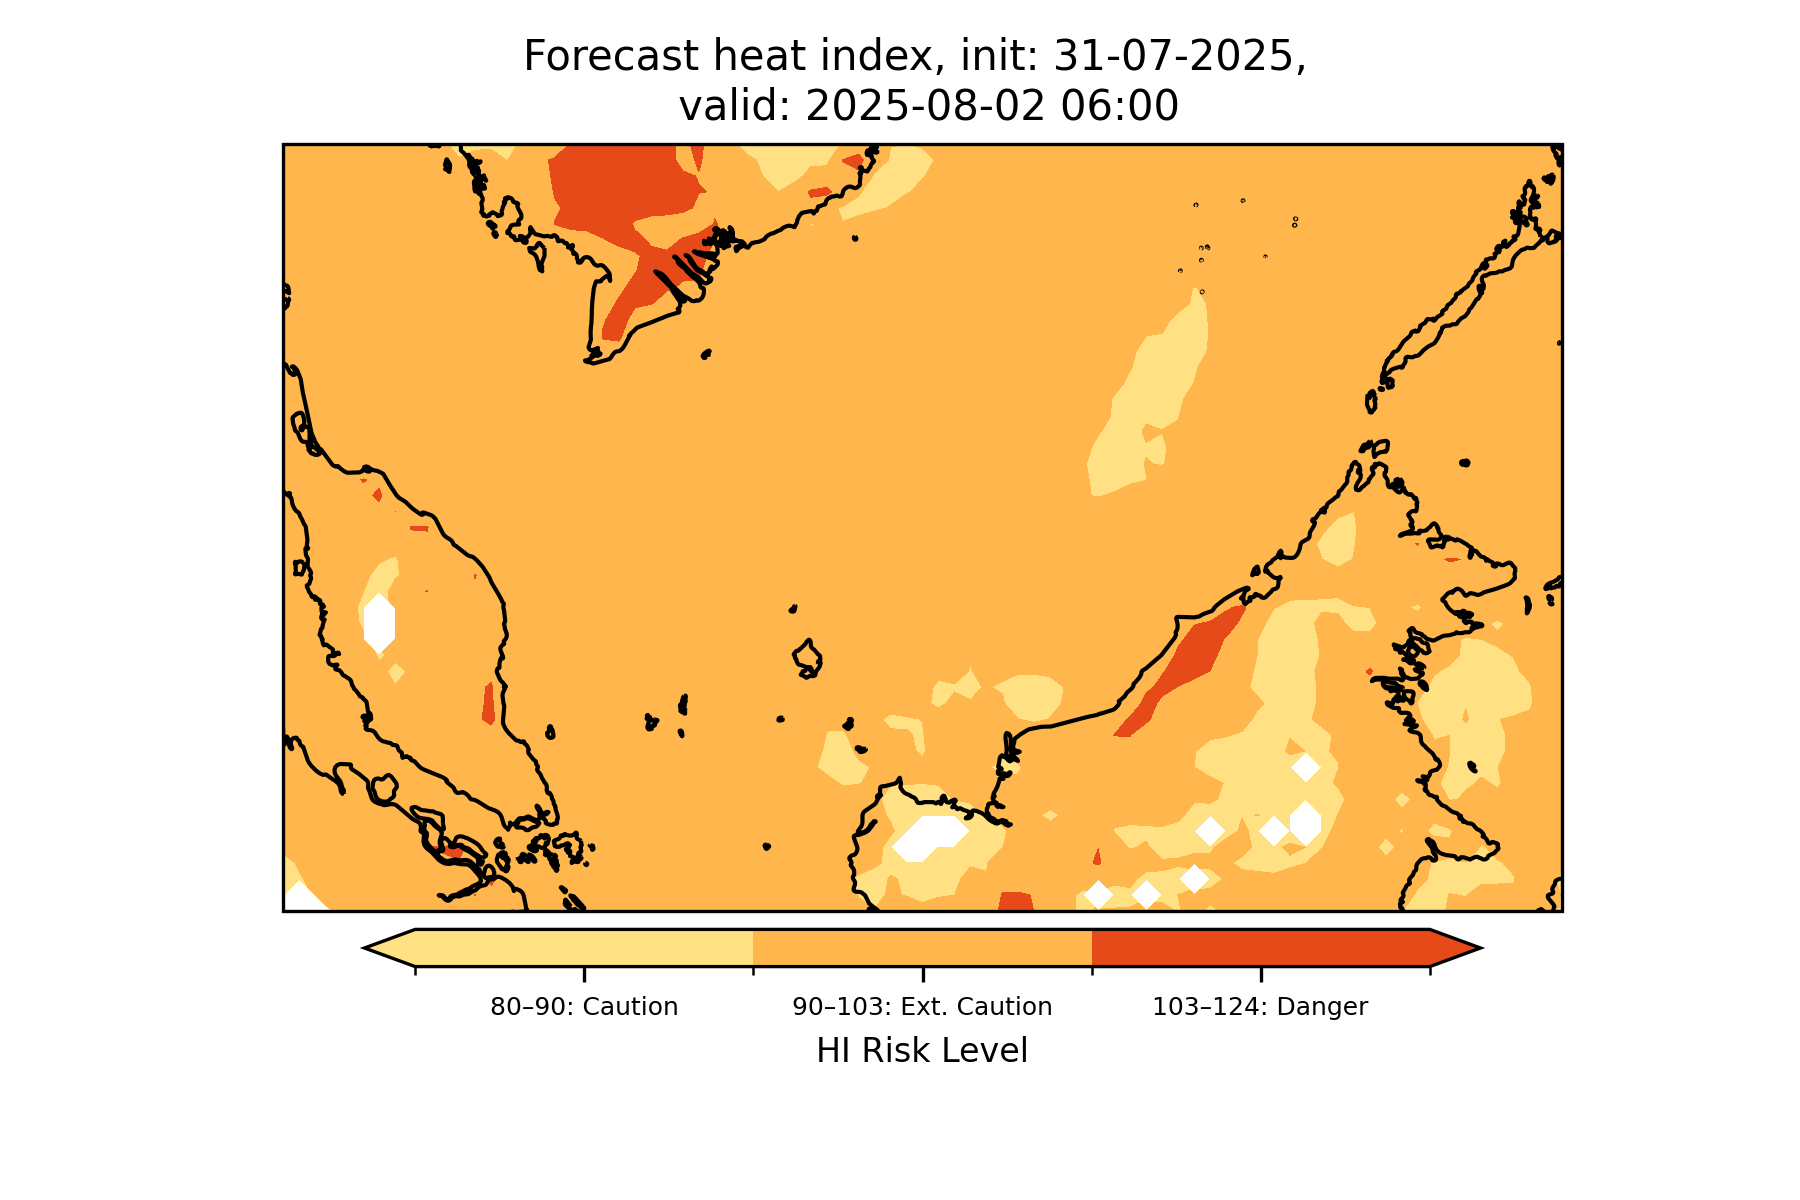 Forecast heat index, init: 31-07-2025,
valid: 2025-08-02 06:00
80–90: Caution
90–103: Ext. Caution
103–124: Danger
HI Risk Level